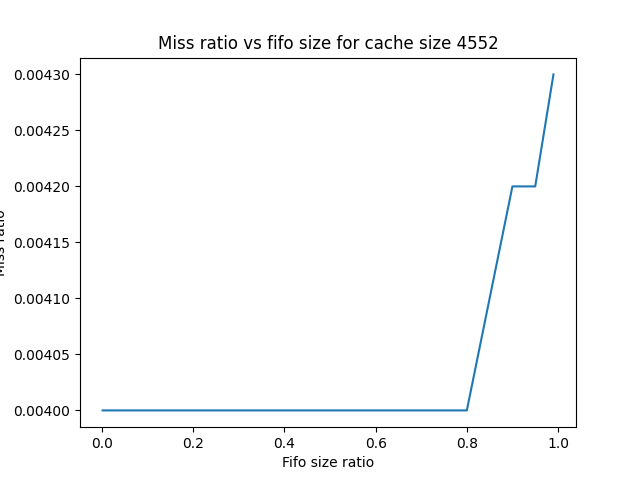 Miss ratio vs fifo size for cache size 4552
0.00430
0.00425
0.00420
0.00415
0.00410
0.00405
0.00400
Miss ratio
0.0 0.2 0.4 0.6 0.8 1.0
Fifo size ratio